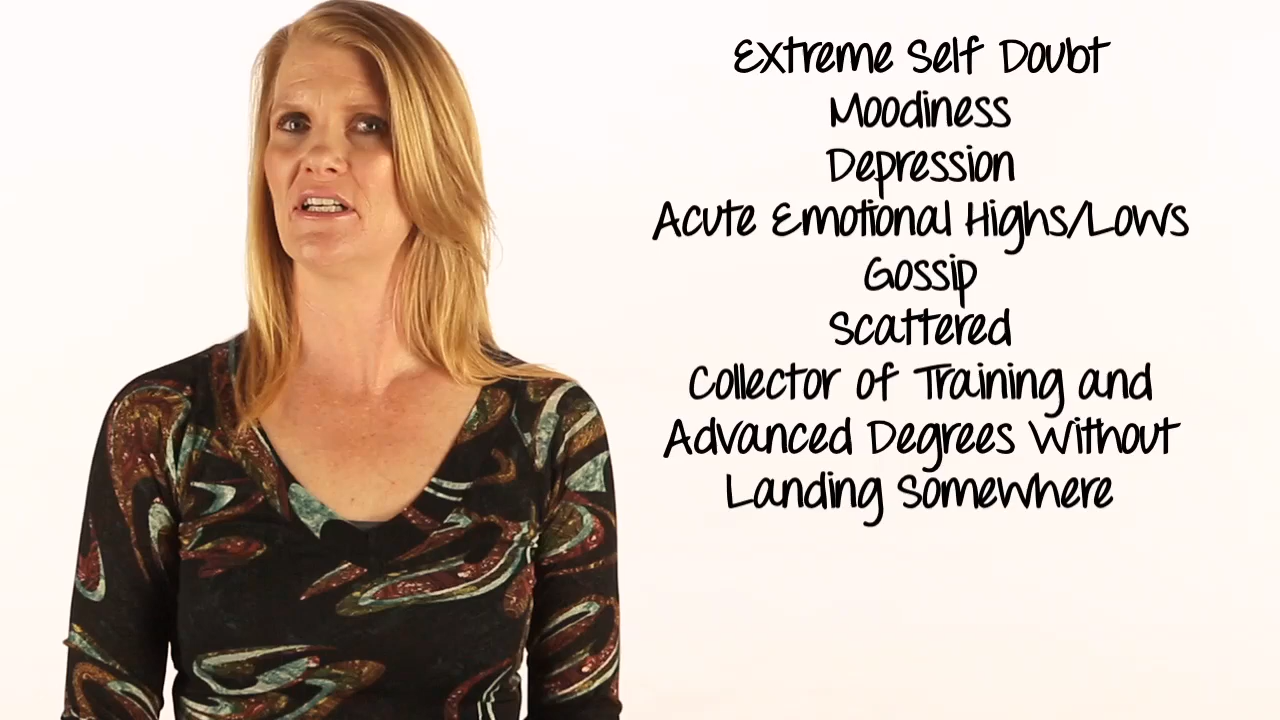 Extreme Self Doubt
Moodiness
Depression
Acute Emotional Highs/Lows
Gossip
Scattered
Collector of Training and
Advanced Degrees Without
Landing Somewhere